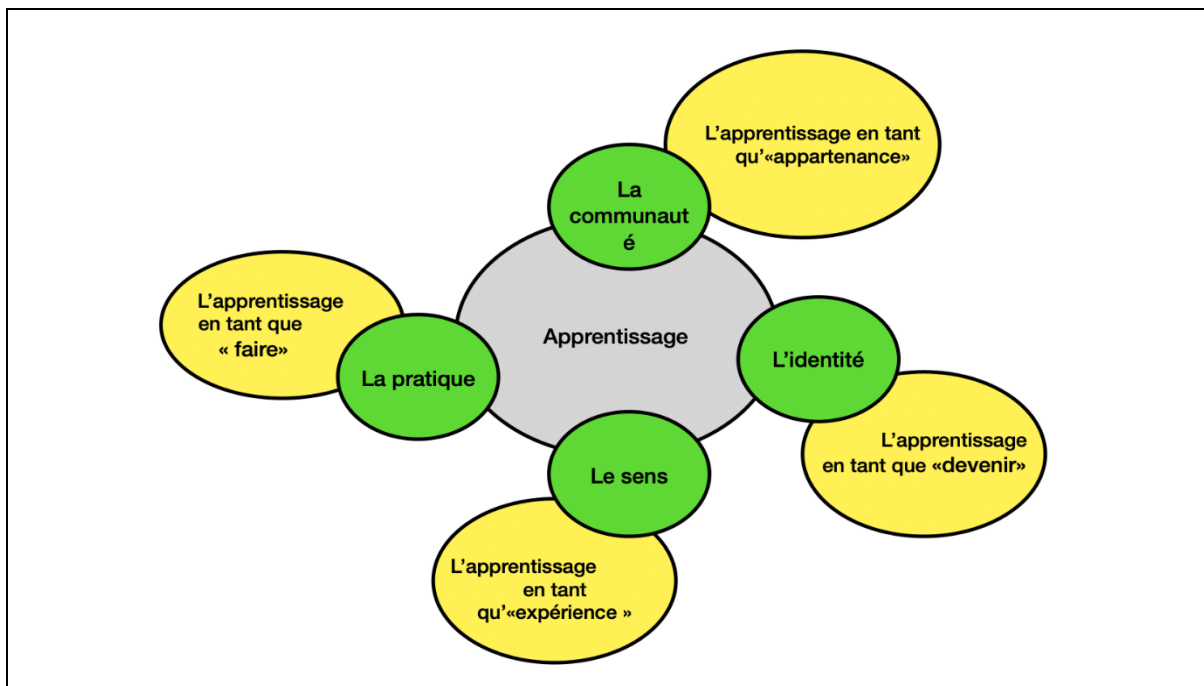 L'apprentissage en tant
qu'«appartenance»
La
communaut
é
L'apprentissage
en tant que
« faire»
Apprentissage
La pratique
L'identité
L'apprentissage
en tant que «devenir»
Le sens
L'apprentissage
en tant
qu'«expérience »